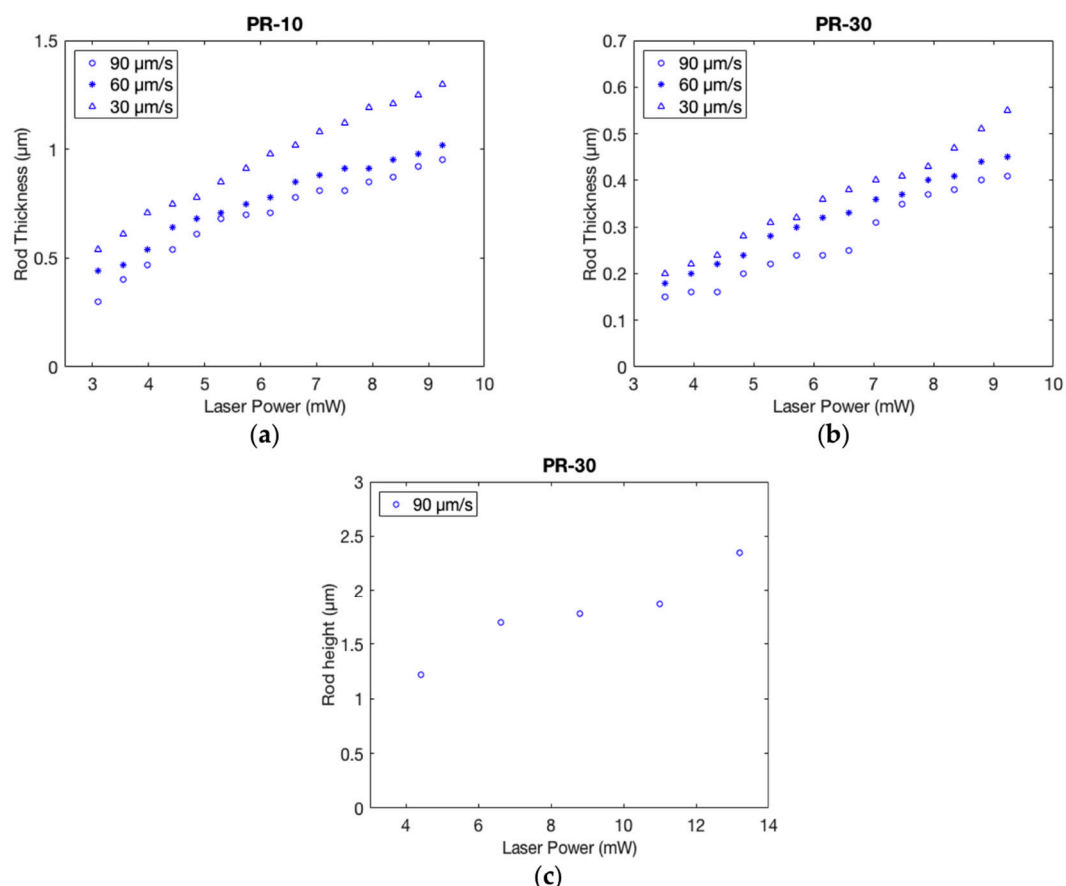 PR-10
1.5
1
0.5
0
Rod Thickness (µm)
90 µm/s
60 µm/s
30 µm/s
3 4 5 6 7 8 9 10
Laser Power (mW)
(a)
PR-30
0.7
0.6
0.5
0.4
0.3
0.2
0.1
0
Rod Thickness (µm)
90 µm/s
60 µm/s
30 µm/s
3 4 5 6 7 8 9 10
Laser Power (mW)
(b)
PR-30
3
2.5
2
1.5
1
0.5
0
Rod height (µm)
90 µm/s
4 6 8 10 12 14
Laser Power (mW)
(c)